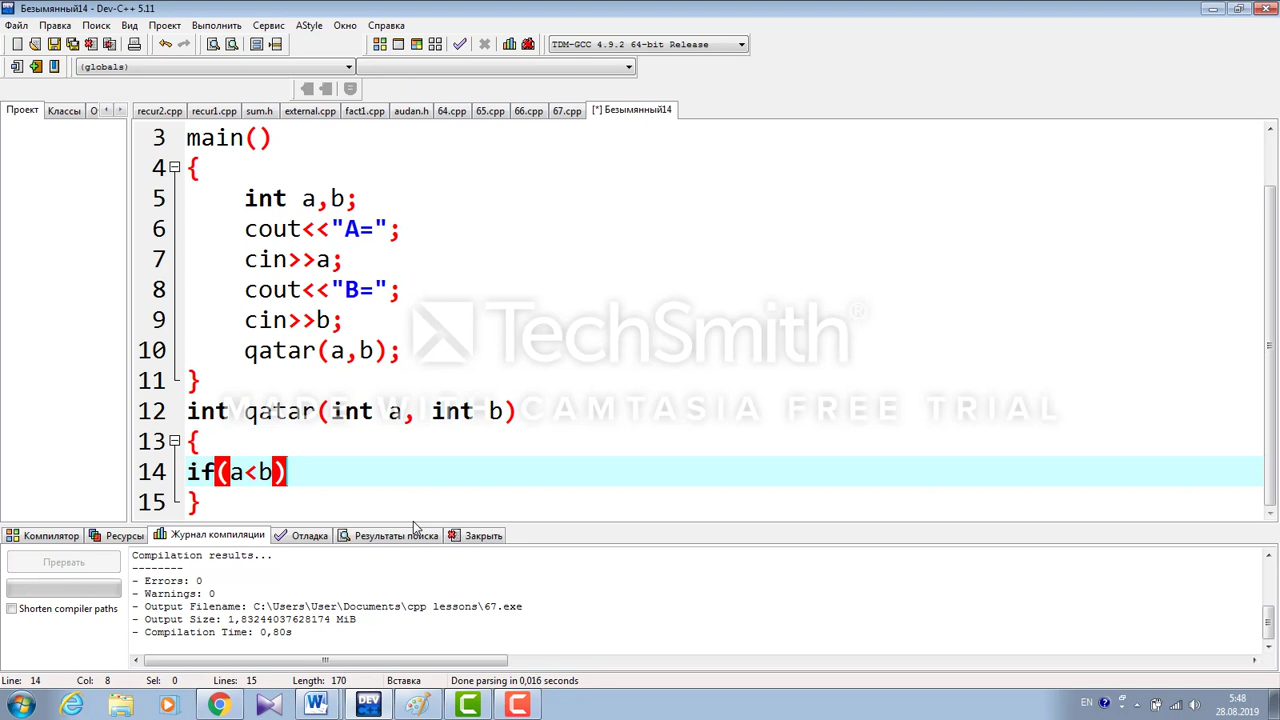 Безымянный14 - Dev-C++ 5.11
Файл Правка Поиск Вид Проект Выполнить Сервис AStyle Окно Справка
TDM-GCC 4.9.2 64-bit Release
(globals)
Проект Классы О recur2.cpp recur1.cpp sum.h external.cpp fact1.cpp audan.h 64.cpp 65.cpp 66.cpp 67.cpp [*] Безымянный14
3 main()
4 {
5 int a,b;
6 cout<<"A=";
7 cin>>a;
8 cout<<"B=";
9 cin>>b;
10 qatar(a,b);
11 }
12 int qatar(int a, int b)
13 {
14 if(a<b)
15 }
TechSmith®
MADE WITH CAMTASIA FREE TRIAL
Компилятор Ресурсы Журнал компиляции Отладка Результаты поиска Закрыть
Прервать
Shorten compiler paths
Compilation results...
--------
- Errors: 0
- Warnings: 0
- Output Filename: C:\Users\User\Documents\cpp lessons\67.exe
- Output Size: 1,83244037628174 MiB
- Compilation Time: 0,80s
Line: 14 Col: 8 Sel: 0 Lines: 15 Length: 170 Вставка Done parsing in 0,016 seconds
DEV
EN
5:48
28.08.2019